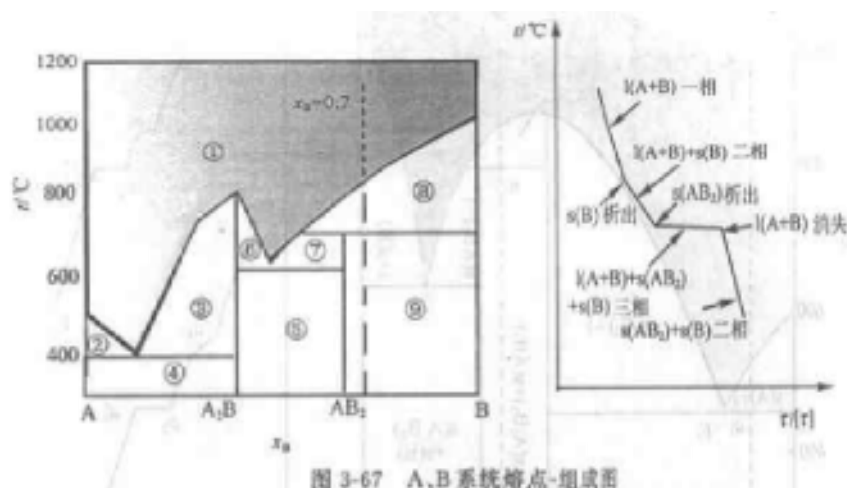 t/℃
1200
1000
800
600
400
x_B=0.7
①
②
③
④
⑤
⑥
⑦
⑧
⑨
A
A₂B
AB₂
B
x_B
t/℃
l(A+B) 一相
l(A+B)+s(B) 二相
s(AB₂)析出
s(B) 析出
l(A+B) 消失
l(A+B)+s(AB₂)
+s(B) 三相
s(AB₂)+s(B) 二相
τ/[τ]
图 3-67 A、B系统熔点-组成图